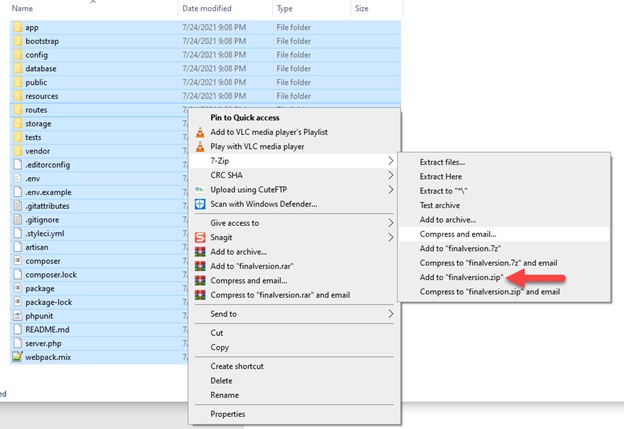 Name Date modified Type Size
app 7/24/2021 9:08 PM File folder
bootstrap 7/24/2021 9:08 PM File folder
config 7/24/2021 9:08 PM File folder
database 7/24/2021 9:08 PM File folder
public 7/24/2021 9:08 PM File folder
resources 7/24/2021 9:08 PM File folder
routes
storage
tests
vendor
.editorconfig
.env
.env.example
.gitattributes
.gitignore
.styleci.yml
artisan
composer
composer.lock
package
package-lock
phpunit
README.md
server.php
webpack.mix
ed
Pin to Quick access
Add to VLC media player's Playlist
Play with VLC media player
7-Zip
CRC SHA
Upload using CuteFTP
Scan with Windows Defender...
Give access to
Snagit
Add to archive...
Add to "finalversion.rar"
Compress and email...
Compress to "finalversion.rar" and email
Send to
Cut
Copy
Create shortcut
Delete
Rename
Properties
Extract files...
Extract Here
Extract to "*\"
Test archive
Add to archive...
Compress and email...
Add to "finalversion.7z"
Compress to "finalversion.7z" and email
Add to "finalversion.zip"
Compress to "finalversion.zip" and email